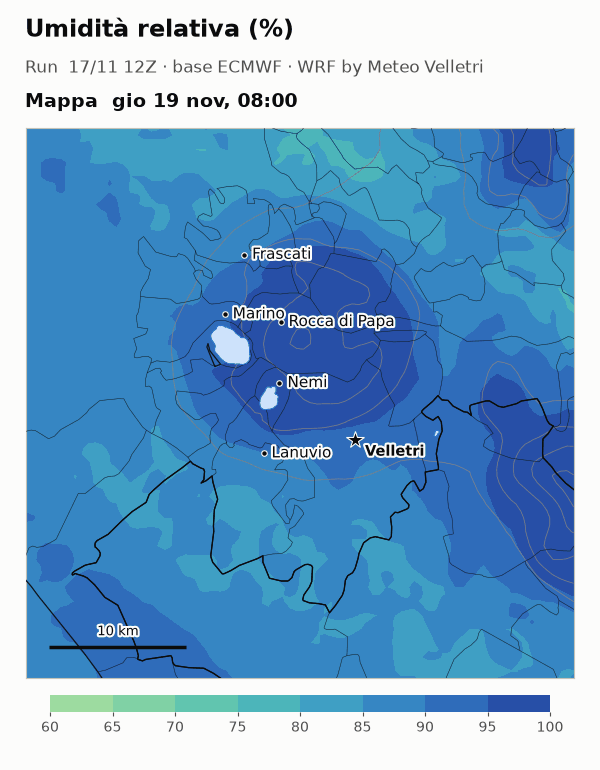 Umidità relativa (%)
Run  17/11 12Z · base ECMWF · WRF by Meteo Velletri
Mappa  gio 19 nov, 08:00
Frascati
Marino
Rocca di Papa
Nemi
Velletri
Lanuvio
10 km
60 65 70 75 80 85 90 95 100